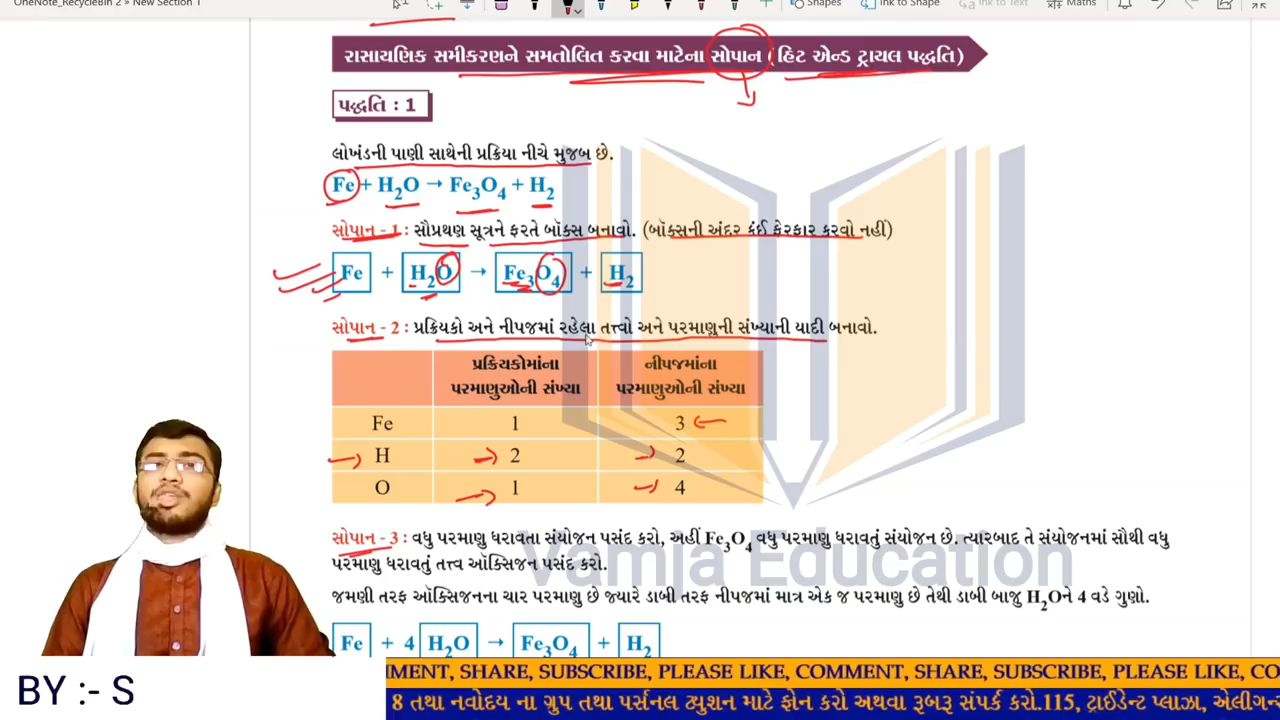 OneNote_RecycleBin 2 » New Section 1
Shapes
Ink to Shape
Ink to Text
Maths
રાસાયણિક સમીકરણને સમતોલિત કરવા માટેના સોપાન (હિટ એન્ડ ટ્રાયલ પદ્ધતિ)
પદ્ધતિ : 1
લોખંડની પાણી સાથેની પ્રક્રિયા નીચે મુજબ છે.
Fe + H₂O → Fe₃O₄ + H₂
સોપાન - 1 : સૌપ્રથણ સૂત્રને ફરતે બૉક્સ બનાવો. (બૉક્સની અંદર કંઈ ફેરફાર કરવો નહીં)
Fe + H₂O → Fe₃O₄ + H₂
સોપાન - 2 : પ્રક્રિયકો અને નીપજમાં રહેલા તત્ત્વો અને પરમાણુની સંખ્યાની યાદી બનાવો.
પ્રક્રિયકોમાંના પરમાણુઓની સંખ્યા નીપજમાંના પરમાણુઓની સંખ્યા
Fe 1 3
H 2 2
O 1 4
સોપાન - 3 : વધુ પરમાણુ ધરાવતા સંયોજન પસંદ કરો, અહીં Fe₃O₄ વધુ પરમાણુ ધરાવતું સંયોજન છે. ત્યારબાદ તે સંયોજનમાં સૌથી વધુ
પરમાણુ ધરાવતું તત્ત્વ ઑક્સિજન પસંદ કરો.
જમણી તરફ ઑક્સિજનના ચાર પરમાણુ છે જ્યારે ડાબી તરફ નીપજમાં માત્ર એક જ પરમાણુ છે તેથી ડાબી બાજુ H₂Oને 4 વડે ગુણો.
Fe + 4 H₂O → Fe₃O₄ + H₂
Vamja Education
MMENT, SHARE, SUBSCRIBE, PLEASE LIKE, COMMENT, SHARE, SUBSCRIBE, PLEASE LIKE, CO
BY :- S
8 તથા નવોદય ના ગ્રુપ તથા પર્સનલ ટ્યુશન માટે ફોન કરો અથવા રૂબરૂ સંપર્ક કરો.115, ટ્રાઈડેન્ટ પ્લાઝા, એલીગન